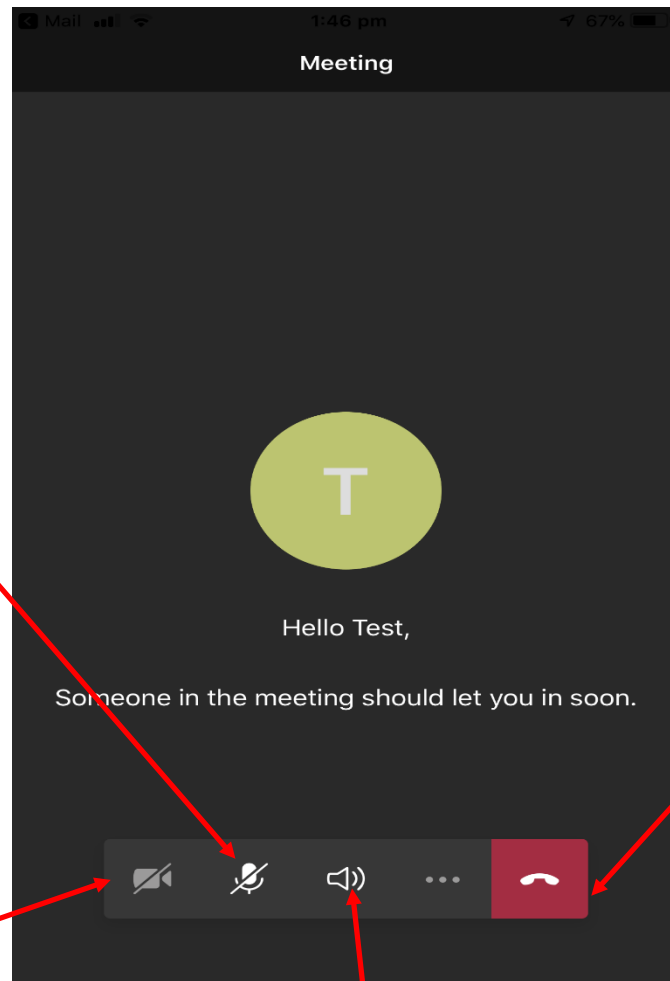 Mail 1:46 pm 67%
Meeting
T
Hello Test,
Someone in the meeting should let you in soon.